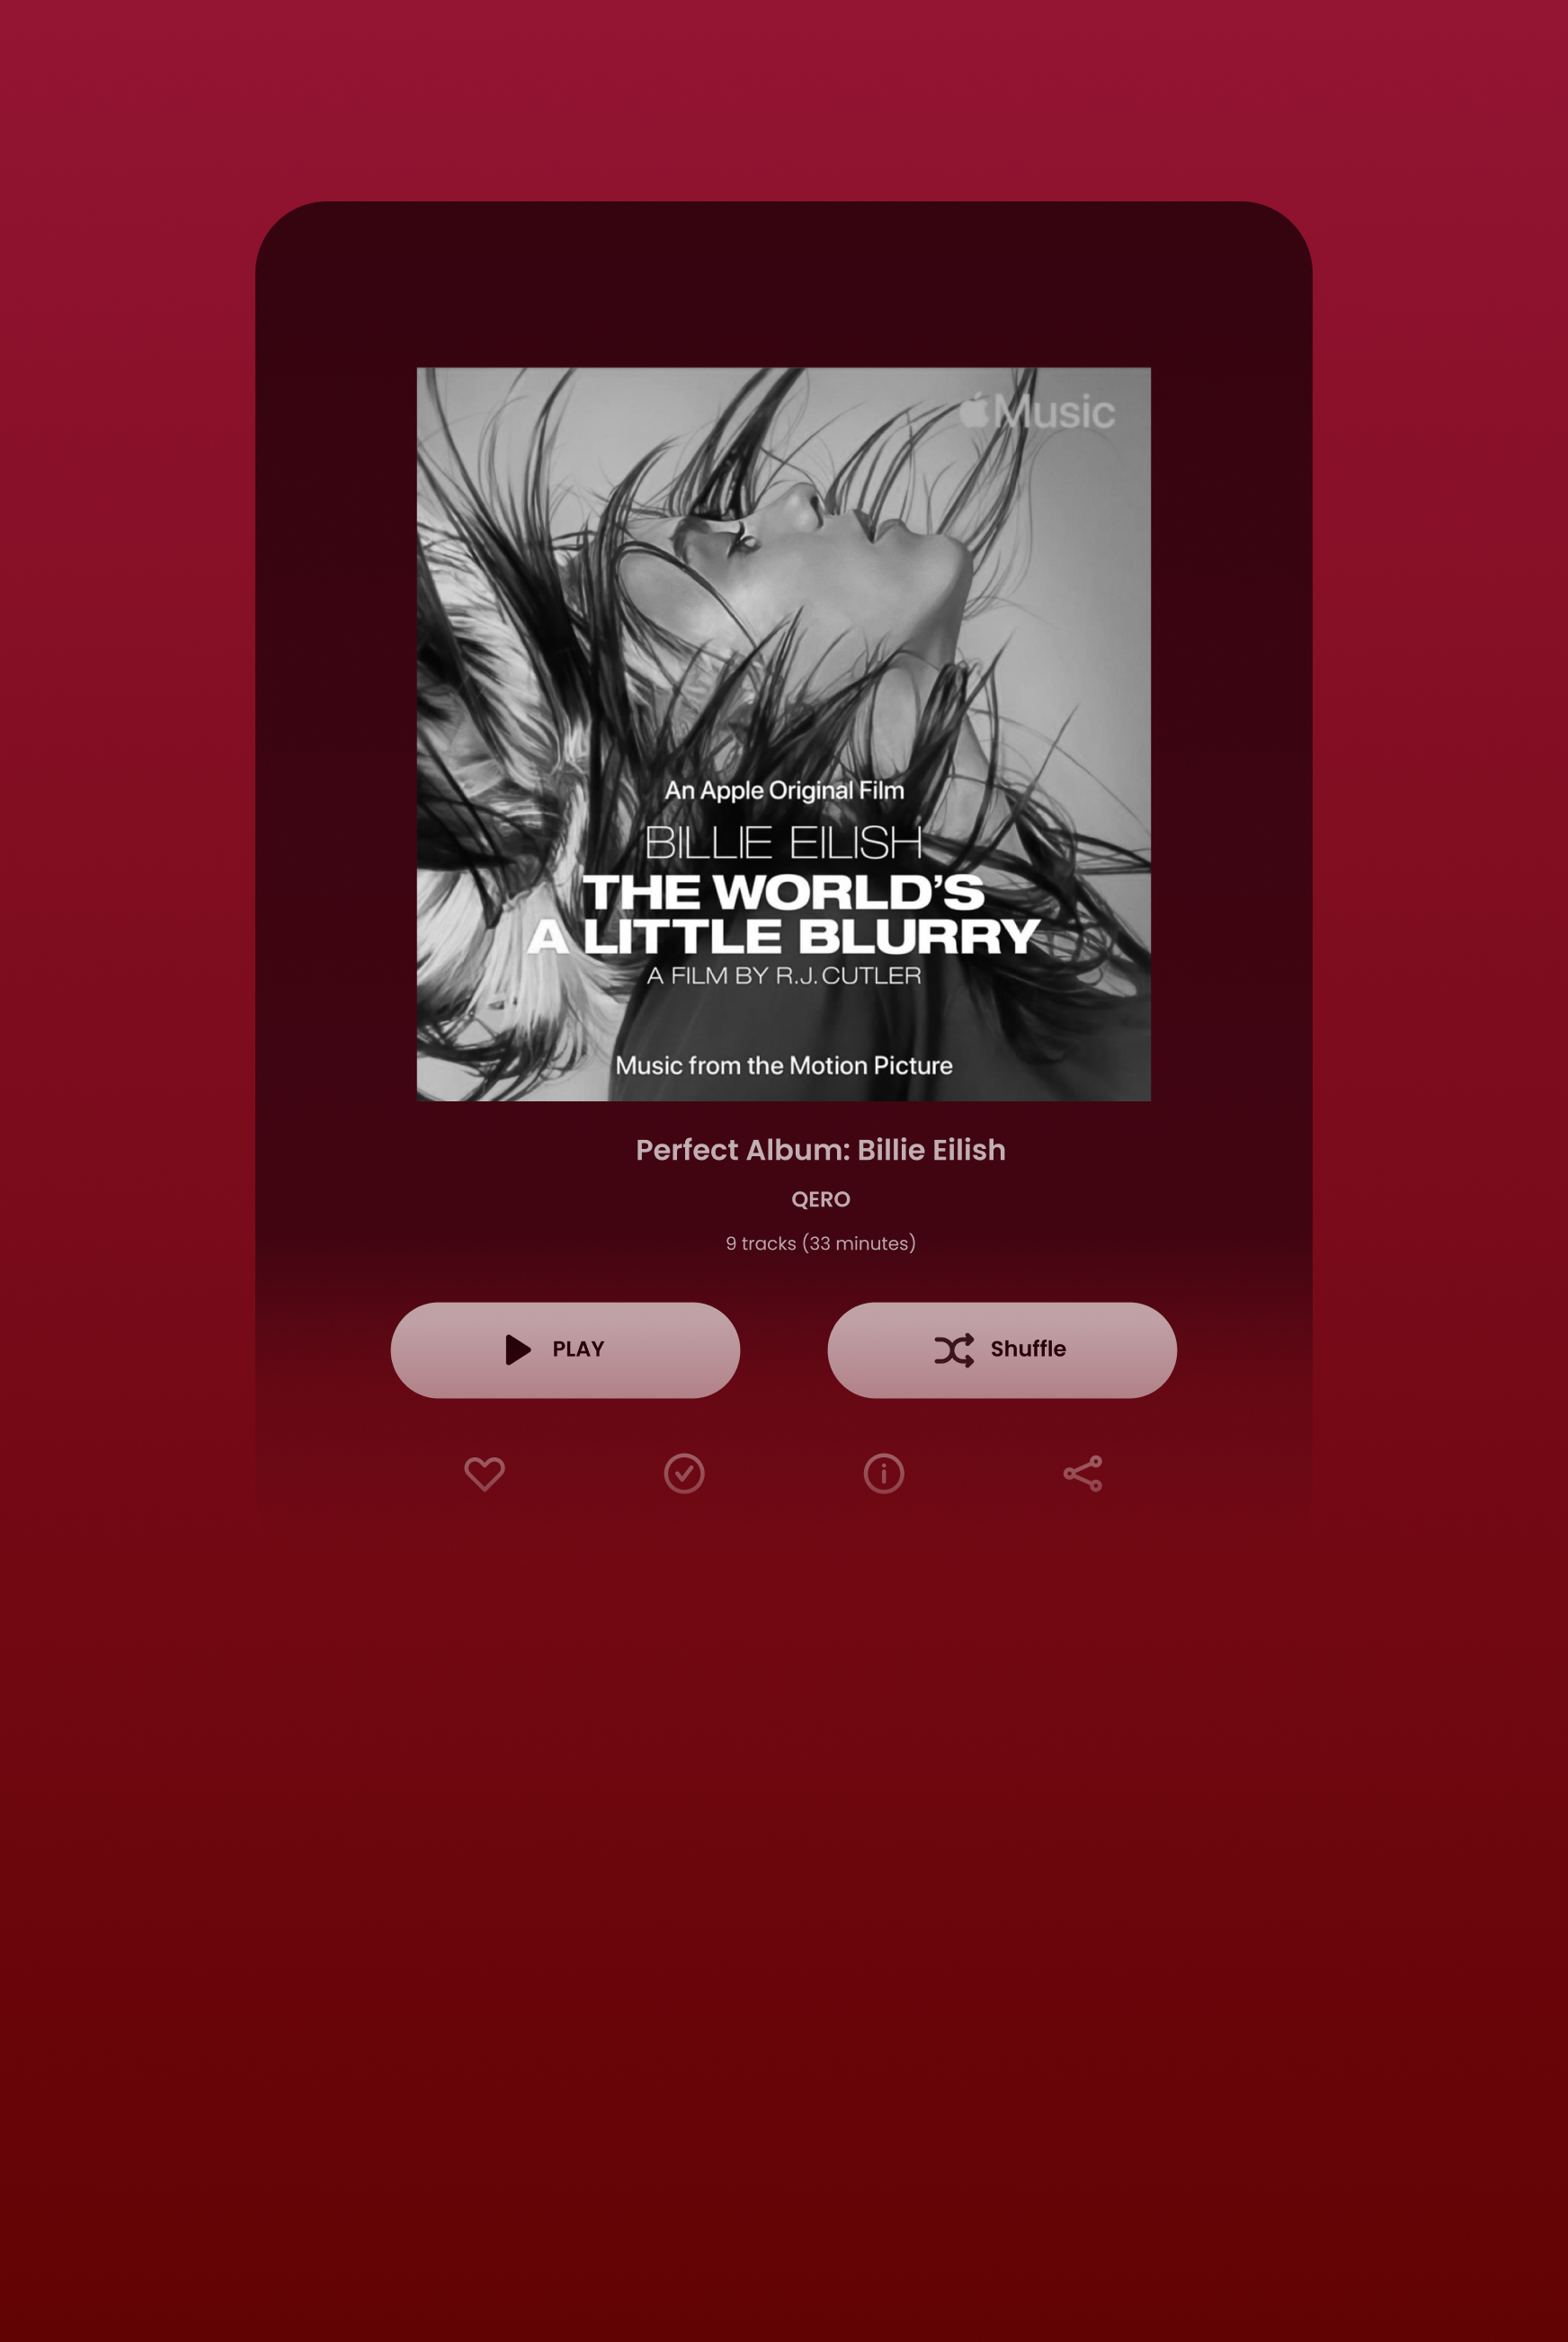 Music
An Apple Original Film
BILLIE EILISH
THE WORLD’S
A LITTLE BLURRY
A FILM BY R.J. CUTLER
Music from the Motion Picture
Perfect Album: Billie Eilish
QERO
9 tracks (33 minutes)
PLAY
Shuffle